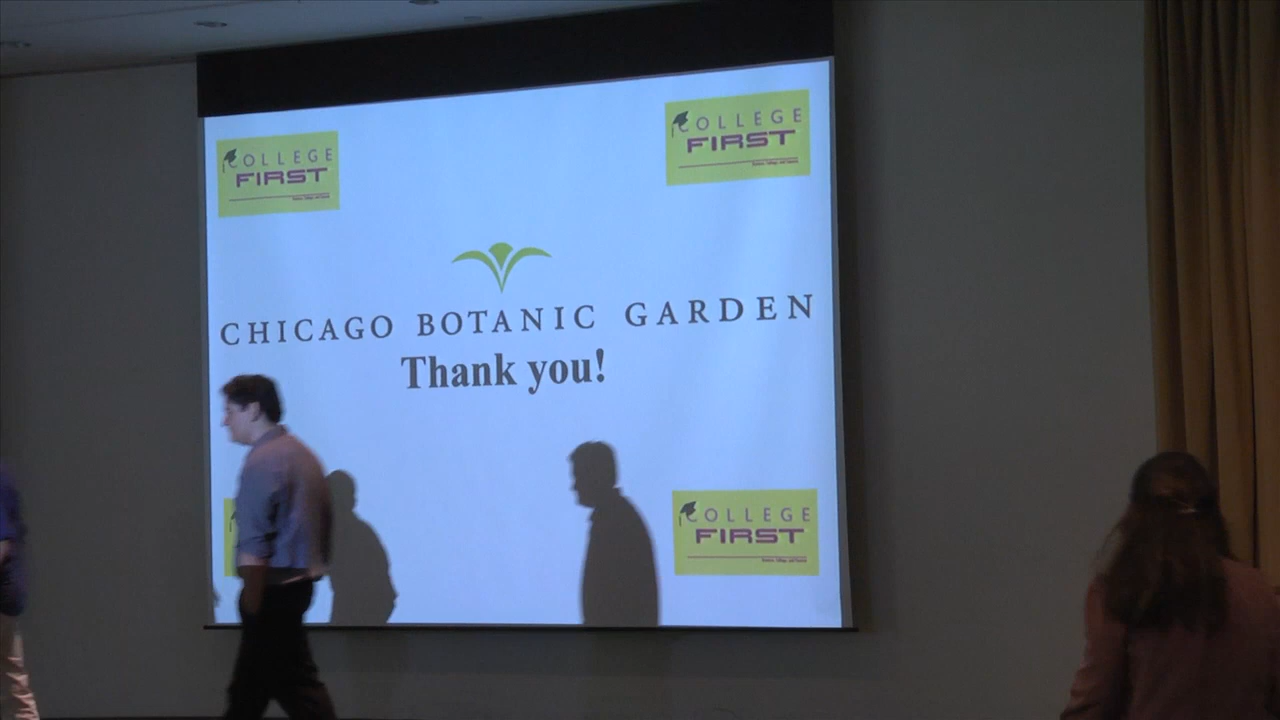 COLLEGE
FIRST
COLLEGE
FIRST
CHICAGO BOTANIC GARDEN
Thank you!
COLLEGE
FIRST